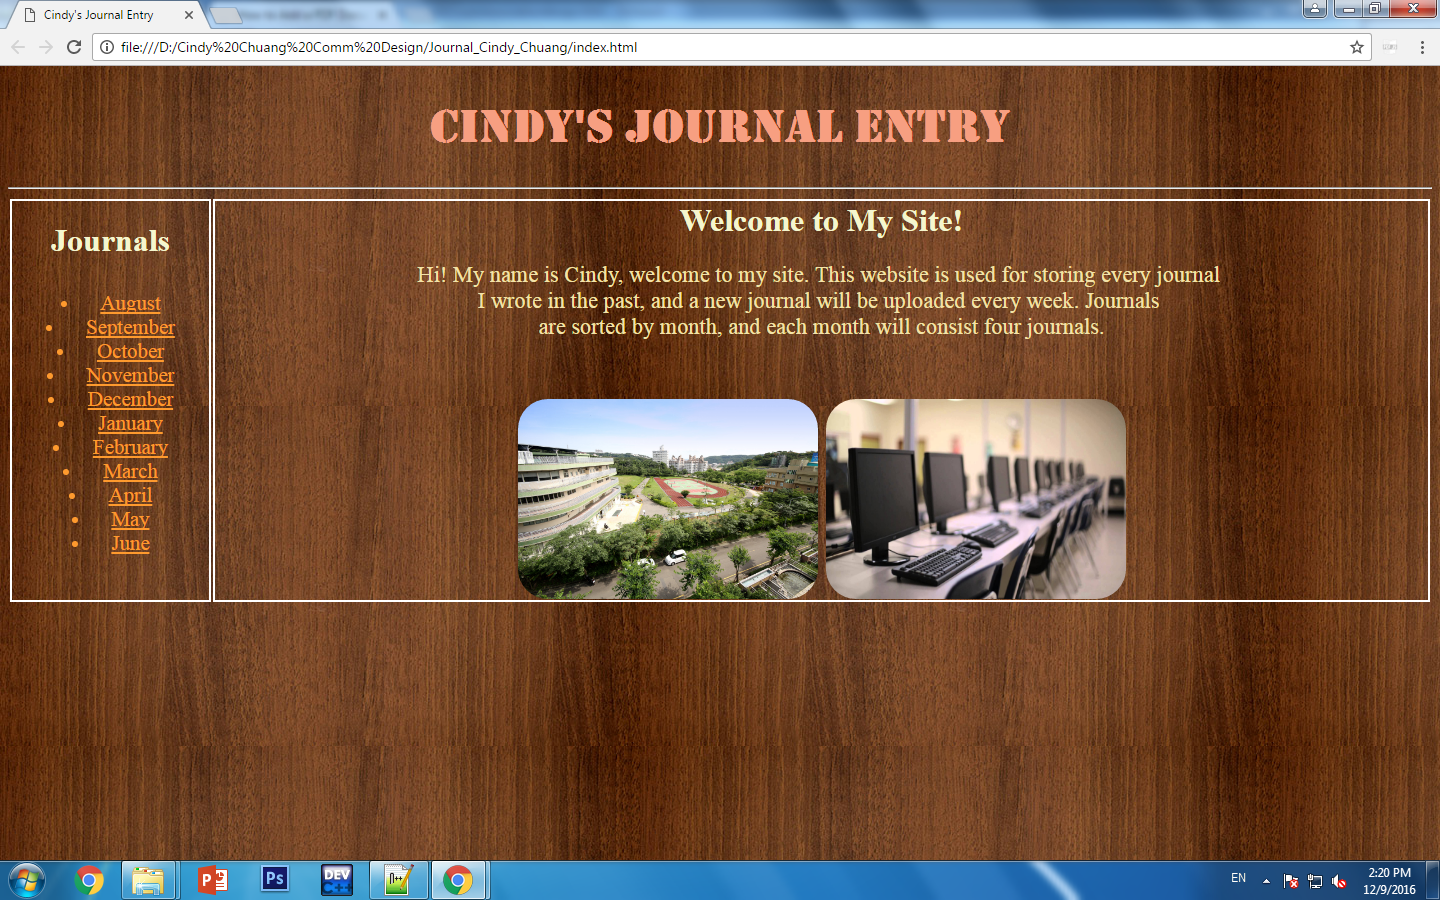 Cindy's Journal Entry
file:///D:/Cindy%20Chuang%20Comm%20Design/Journal_Cindy_Chuang/index.html
CINDY'S JOURNAL ENTRY
Journals
August
September
October
November
December
January
February
March
April
May
June
Welcome to My Site!
Hi! My name is Cindy, welcome to my site. This website is used for storing every journal
I wrote in the past, and a new journal will be uploaded every week. Journals
are sorted by month, and each month will consist four journals.
P
Ps
DEV
C++
n++
EN
2:20 PM
12/9/2016